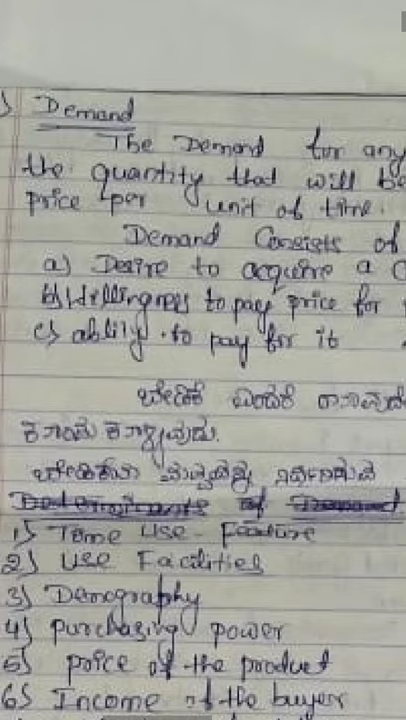 Demand
The Demand for any
the quantity that will be
price per unit of time.
Demand Consists of
a) Desire to acquire a
b) Willingness to pay price for
c) ability to pay for it
ಬೇಡಿಕೆ ಎಂದರೆ
Determinants of Demand
1) Time Use - Feature
2) Use Facilities
3) Demography
4) purchasing power
5) price of the product
6) Income of the buyer